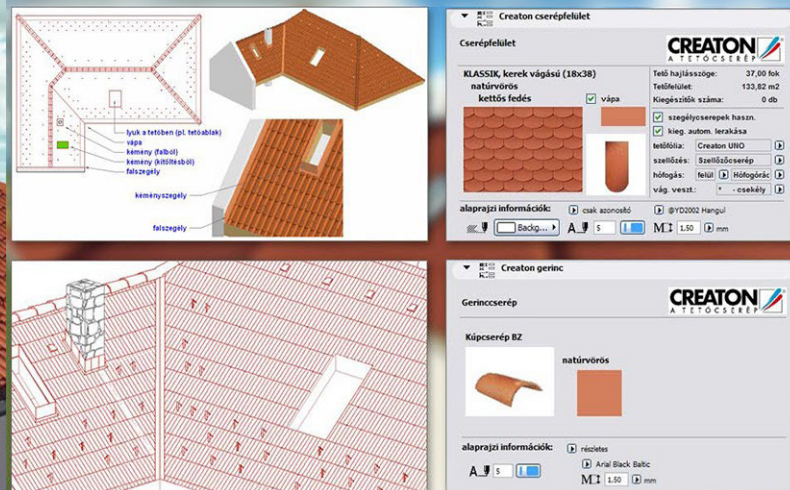 lyuk a tetőben (pl. tetőablak)
vápa
kémény (falból)
kémény (kitöltésből)
falszegély
kéményszegély
falszegély
Creaton cserépfelület
Cserépfelület
CREATON
A TETŐCSERÉP
KLASSIK, kerek vágású (18x38)
natúrvörös
kettős fedés
vápa
Tető hajlásszöge: 37,00 fok
Tetőfelület: 133,82 m2
Kiegészítők száma: 0 db
szegélycserepek haszn.
kieg. autom. lerakása
tetőfólia: Creaton UNO
szellőzés: Szellőzőcserép
hófogás: felül Hófogórác
vág. veszt.: * - csekély
alaprajzi információk: csak azonosító @YD2002 Hangul
Backg... A 5 M 1.50 mm
Creaton gerinc
Gerinccserép
CREATON
A TETŐCSERÉP
Kúpcserép BZ
natúrvörös
alaprajzi információk: részletes
Arial Black Baltic
A 5 M 1.50 mm